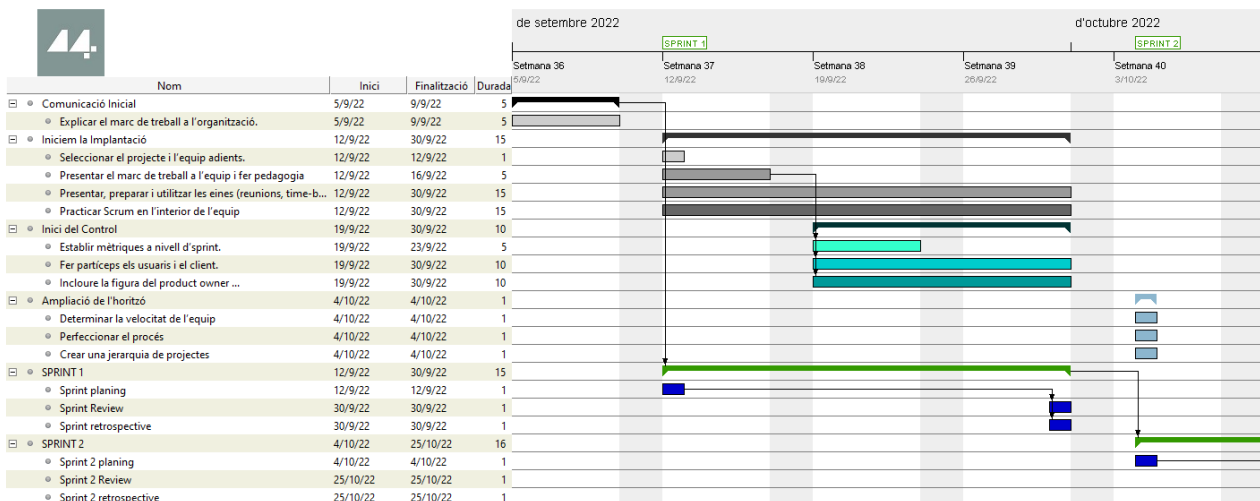 44.
de setembre 2022 d'octubre 2022
SPRINT 1 SPRINT 2
Setmana 36 Setmana 37 Setmana 38 Setmana 39 Setmana 40
5/9/22 12/9/22 19/9/22 26/9/22 3/10/22
Nom Inici Finalització Durada
Comunicació Inicial 5/9/22 9/9/22 5
Explicar el marc de treball a l'organització. 5/9/22 9/9/22 5
Iniciem la Implantació 12/9/22 30/9/22 15
Seleccionar el projecte i l'equip adients. 12/9/22 12/9/22 1
Presentar el marc de treball a l'equip i fer pedagogia 12/9/22 16/9/22 5
Presentar, preparar i utilitzar les eines (reunions, time-b... 12/9/22 30/9/22 15
Practicar Scrum en l'interior de l'equip 12/9/22 30/9/22 15
Inici del Control 19/9/22 30/9/22 10
Establir mètriques a nivell d'sprint. 19/9/22 23/9/22 5
Fer partíceps els usuaris i el client. 19/9/22 30/9/22 10
Incloure la figura del product owner ... 19/9/22 30/9/22 10
Ampliació de l'horitzó 4/10/22 4/10/22 1
Determinar la velocitat de l'equip 4/10/22 4/10/22 1
Perfeccionar el procés 4/10/22 4/10/22 1
Crear una jerarquia de projectes 4/10/22 4/10/22 1
SPRINT 1 12/9/22 30/9/22 15
Sprint planing 12/9/22 12/9/22 1
Sprint Review 30/9/22 30/9/22 1
Sprint retrospective 30/9/22 30/9/22 1
SPRINT 2 4/10/22 25/10/22 16
Sprint 2 planing 4/10/22 4/10/22 1
Sprint 2 Review 25/10/22 25/10/22 1
Sprint 2 retrospective 25/10/22 25/10/22 1